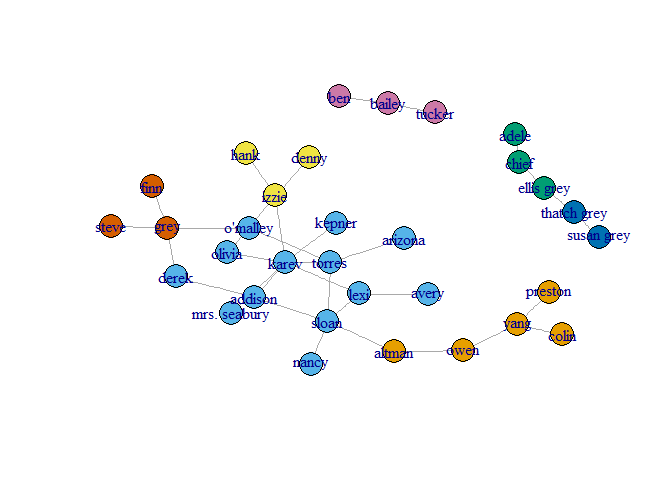 ben
bailey
tucker
adele
chief
ellis grey
thatch grey
susan grey
hank
denny
izzie
finn
steve
grey
o'malley
kepner
arizona
olivia
karev
torres
derek
addison
lexi
avery
mrs. seabury
sloan
nancy
altman
owen
yang
preston
colin